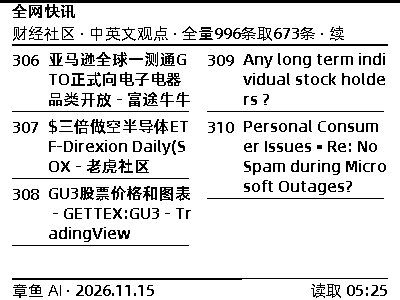 全网快讯
财经社区 · 中英文观点 · 全量996条取673条 · 续
306 亚马逊全球一测通G
TO正式向电子电器
品类开放 - 富途牛牛
307 $三倍做空半导体ET
F-Direxion Daily(S
OX - 老虎社区
308 GU3股票价格和图表
- GETTEX:GU3 - Tr
adingView
309 Any long term indi
vidual stock holde
rs ?
310 Personal Consum
er Issues • Re: No
Spam during Micro
soft Outages?
章鱼 AI · 2026.11.15
读取 05:25